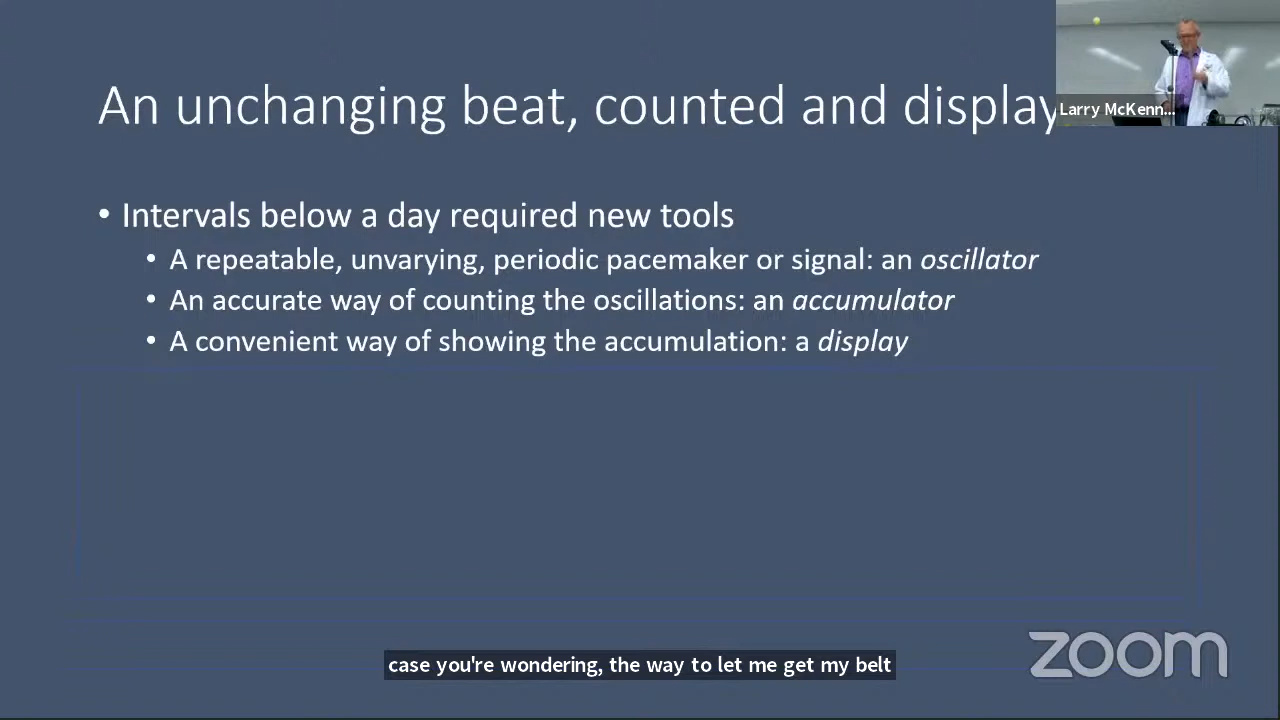 An unchanging beat, counted and display
Larry McKenn...
• Intervals below a day required new tools
• A repeatable, unvarying, periodic pacemaker or signal: an oscillator
• An accurate way of counting the oscillations: an accumulator
• A convenient way of showing the accumulation: a display
zoom
case you're wondering, the way to let me get my belt